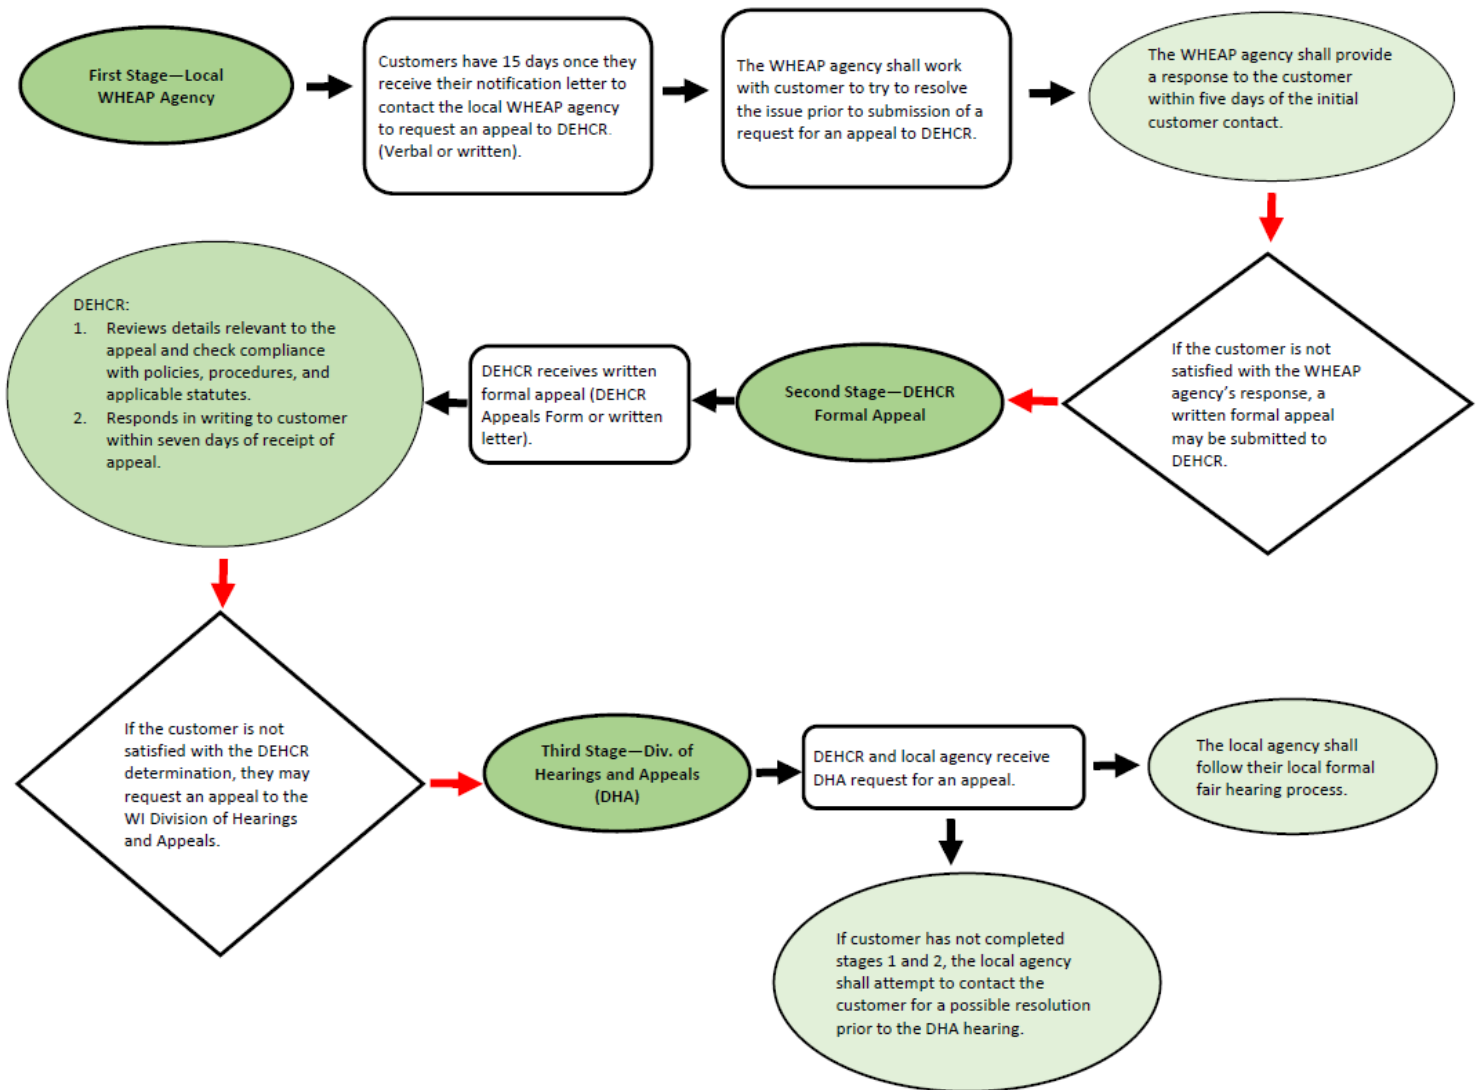 First Stage—Local
WHEAP Agency
Customers have 15 days once they
receive their notification letter to
contact the local WHEAP agency
to request an appeal to DEHCR.
(Verbal or written).
The WHEAP agency shall work
with customer to try to resolve
the issue prior to submission of a
request for an appeal to DEHCR.
The WHEAP agency shall provide
a response to the customer
within five days of the initial
customer contact.
If the customer is not
satisfied with the WHEAP
agency’s response, a
written formal appeal
may be submitted to
DEHCR.
Second Stage—DEHCR
Formal Appeal
DEHCR receives written
formal appeal (DEHCR
Appeals Form or written
letter).
DEHCR:
1. Reviews details relevant to the
appeal and check compliance
with policies, procedures, and
applicable statutes.
2. Responds in writing to customer
within seven days of receipt of
appeal.
If the customer is not
satisfied with the DEHCR
determination, they may
request an appeal to the
WI Division of Hearings
and Appeals.
Third Stage—Div. of
Hearings and Appeals
(DHA)
DEHCR and local agency receive
DHA request for an appeal.
The local agency shall
follow their local formal
fair hearing process.
If customer has not completed
stages 1 and 2, the local agency
shall attempt to contact the
customer for a possible resolution
prior to the DHA hearing.